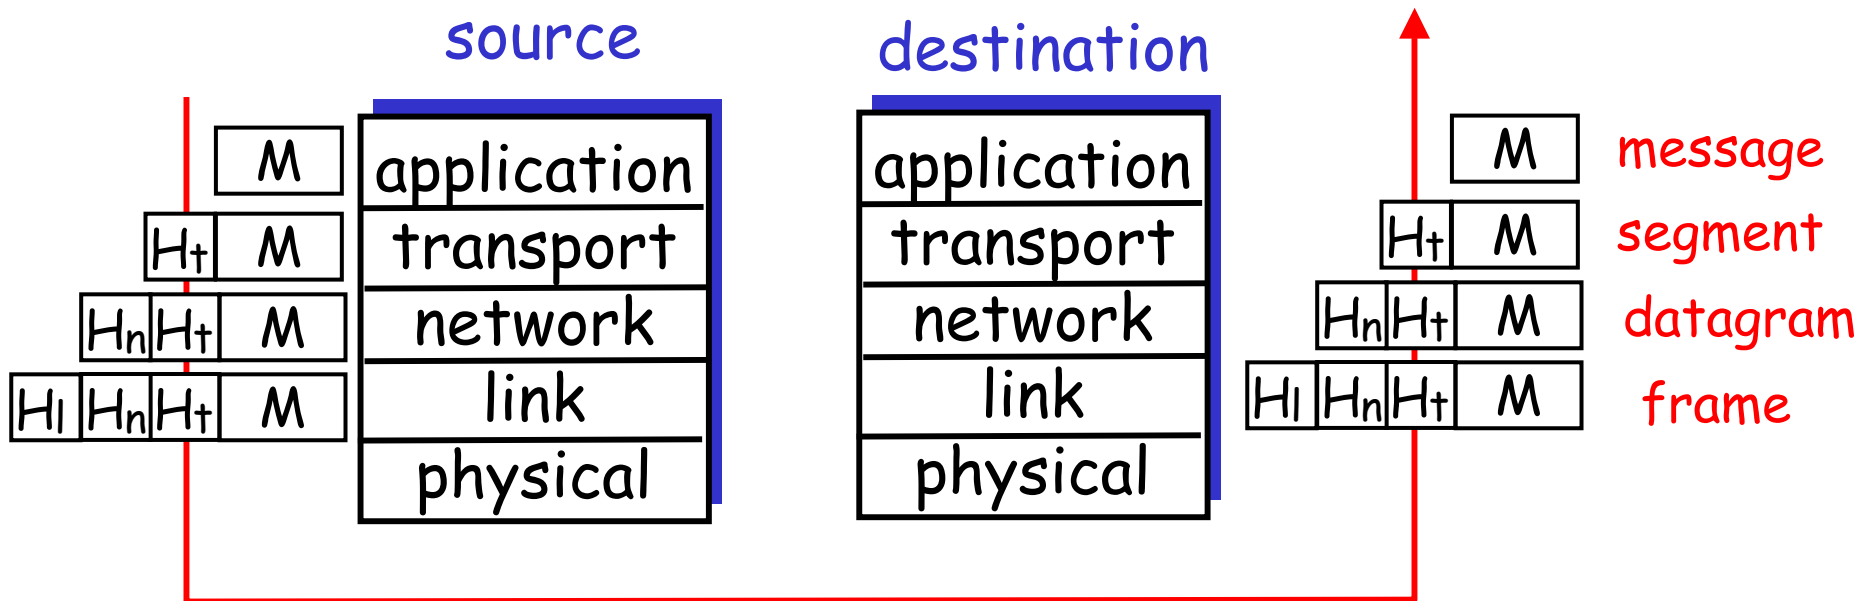 source destination
M application application M message
Ht M transport transport Ht M segment
Hn Ht M network network Hn Ht M datagram
Hl Hn Ht M link link Hl Hn Ht M frame
physical physical